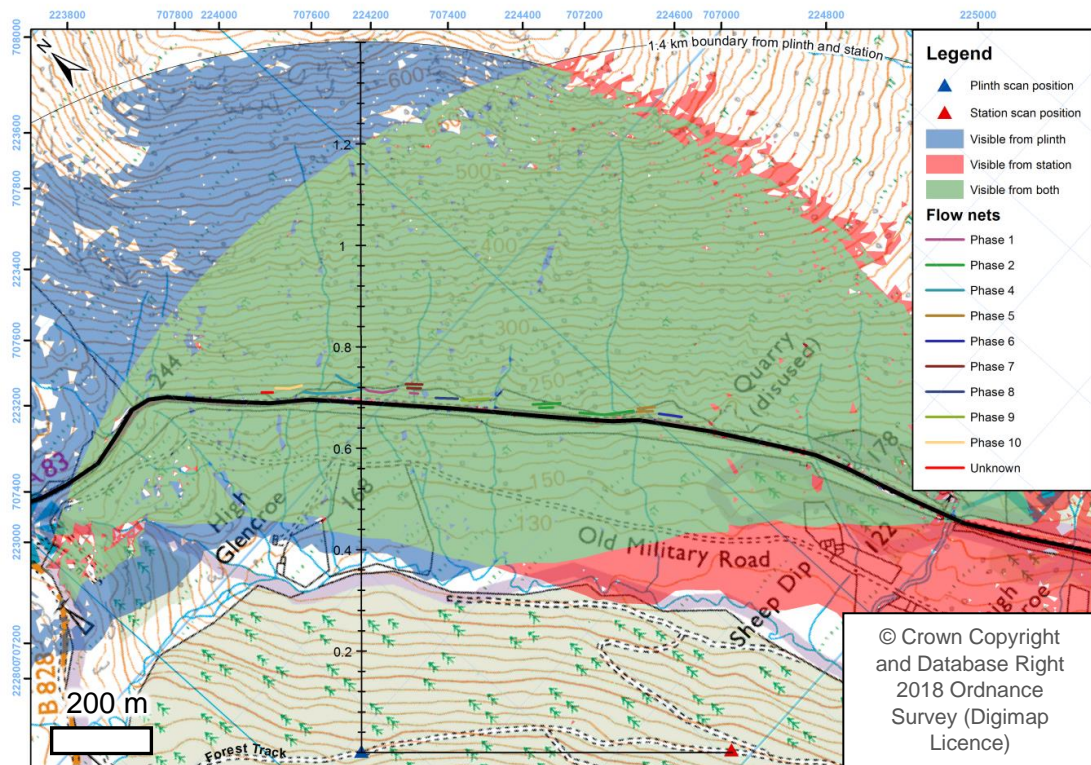 223800
707800
224000
707600
224200
707400
224400
707200
224600
707000
224800
225000
708000
223600
707800
223400
707600
223200
707400
223000
707200
222800
N
1.4 km boundary from plinth and station
600
1.2
400
1
300
0.8
250
244
Quarry
(disused)
0.6
178
A83
168
150
High
Glencroe
130
Old Military Road
122
0.4
Sheep Dip
0.2
B 828
200 m
Forest Track
Legend
Plinth scan position
Station scan position
Visible from plinth
Visible from station
Visible from both
Flow nets
Phase 1
Phase 2
Phase 4
Phase 5
Phase 6
Phase 7
Phase 8
Phase 9
Phase 10
Unknown
© Crown Copyright
and Database Right
2018 Ordnance
Survey (Digimap
Licence)